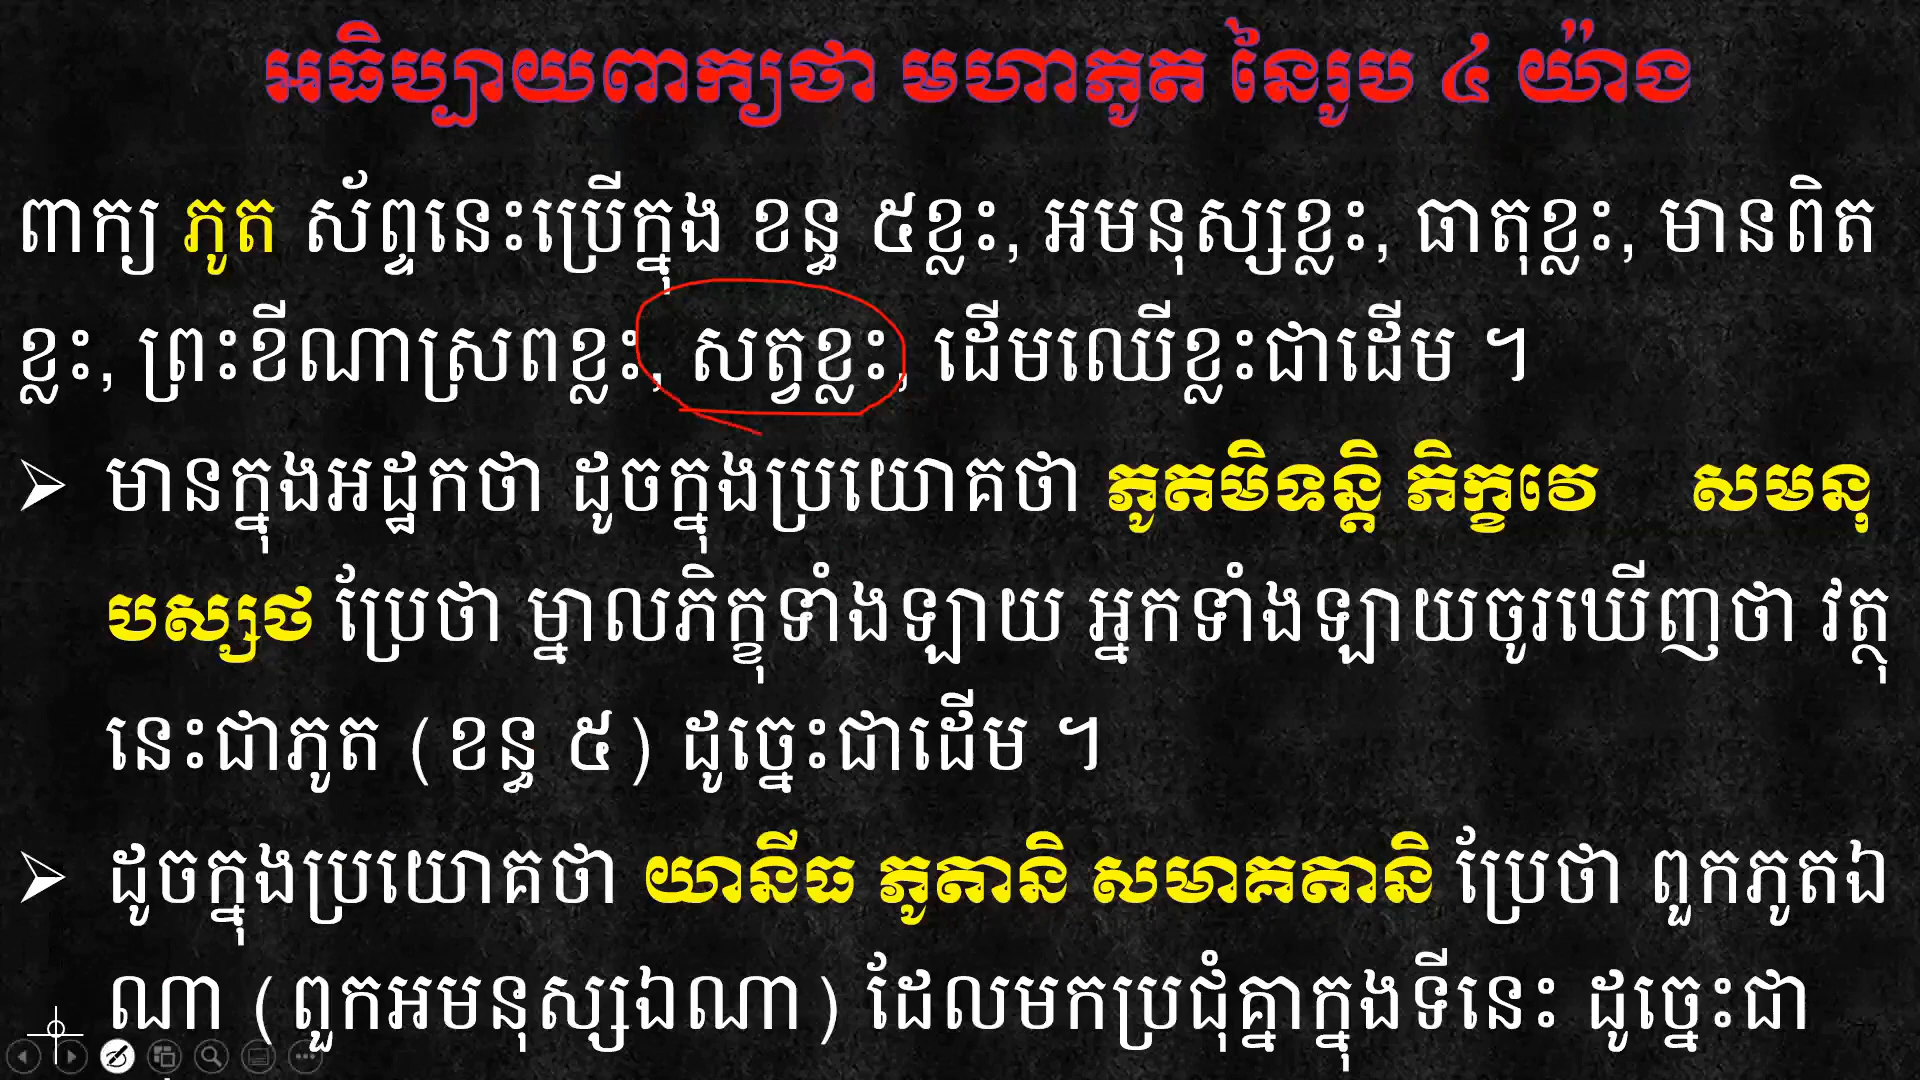 អធិប្បាយពាក្យថា មហាភូត នៃរូប ៤ យ៉ាង
ពាក្យ ភូត ស័ព្ទនេះប្រើក្នុង ខន្ធ ៥ខ្លះ, អមនុស្សខ្លះ, ធាតុខ្លះ, មានពិត
ខ្លះ, ព្រះខីណាស្រពខ្លះ, សត្វខ្លះ, ដើមឈើខ្លះជាដើម ។
មានក្នុងអដ្ឋកថា ដូចក្នុងប្រយោគថា ភូតមិទន្តិ ភិក្ខវេ សមនុ
បស្សថ ប្រែថា ម្នាលភិក្ខុទាំងឡាយ អ្នកទាំងឡាយចូរឃើញថា វត្ថុ
នេះជាភូត (ខន្ធ ៥) ដូច្នេះជាដើម ។
ដូចក្នុងប្រយោគថា យានីធ ភូតានិ សមាគតានិ ប្រែថា ពួកភូតឯ
ណា (ពួកអមនុស្សឯណា) ដែលមកប្រជុំគ្នាក្នុងទីនេះ ដូច្នេះជា